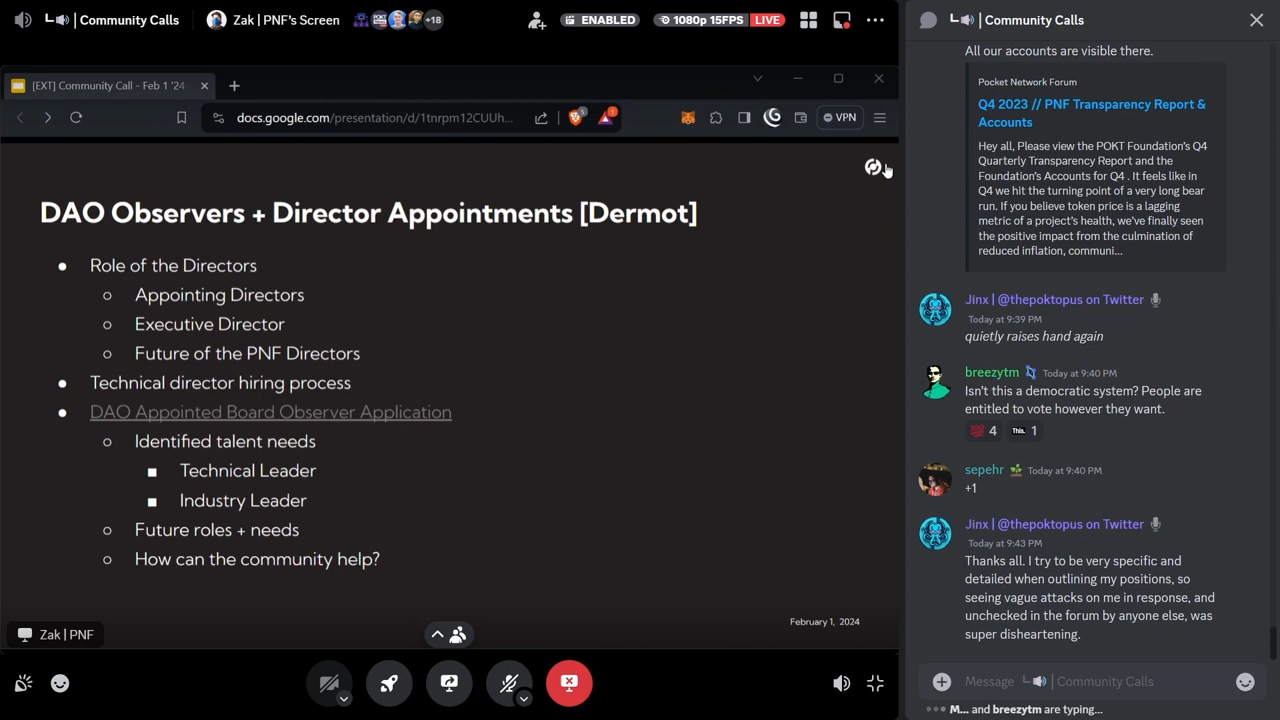 Community Calls
Zak | PNF's Screen
+18
ENABLED
1080p 15FPS LIVE
Community Calls
[EXT] Community Call - Feb 1 '24
docs.google.com/presentation/d/1tnrpm12CUUh...
5
1
VPN
DAO Observers + Director Appointments [Dermot]
Role of the Directors
Appointing Directors
Executive Director
Future of the PNF Directors
Technical director hiring process
DAO Appointed Board Observer Application
Identified talent needs
Technical Leader
Industry Leader
Future roles + needs
How can the community help?
February 1, 2024
Zak | PNF
All our accounts are visible there.
Pocket Network Forum
Q4 2023 // PNF Transparency Report &
Accounts
Hey all, Please view the POKT Foundation's Q4
Quarterly Transparency Report and the
Foundation's Accounts for Q4 . It feels like in
Q4 we hit the turning point of a very long bear
run. If you believe token price is a lagging
metric of a project's health, we've finally seen
the positive impact from the culmination of
reduced inflation, communi...
Jinx | @thepoktopus on Twitter
Today at 9:39 PM
quietly raises hand again
breezytm Today at 9:40 PM
Isn't this a democratic system? People are
entitled to vote however they want.
4 This. 1
sepehr Today at 9:40 PM
+1
Jinx | @thepoktopus on Twitter
Today at 9:43 PM
Thanks all. I try to be very specific and
detailed when outlining my positions, so
seeing vague attacks on me in response, and
unchecked in the forum by anyone else, was
super disheartening.
Message Community Calls
M... and breezytm are typing...